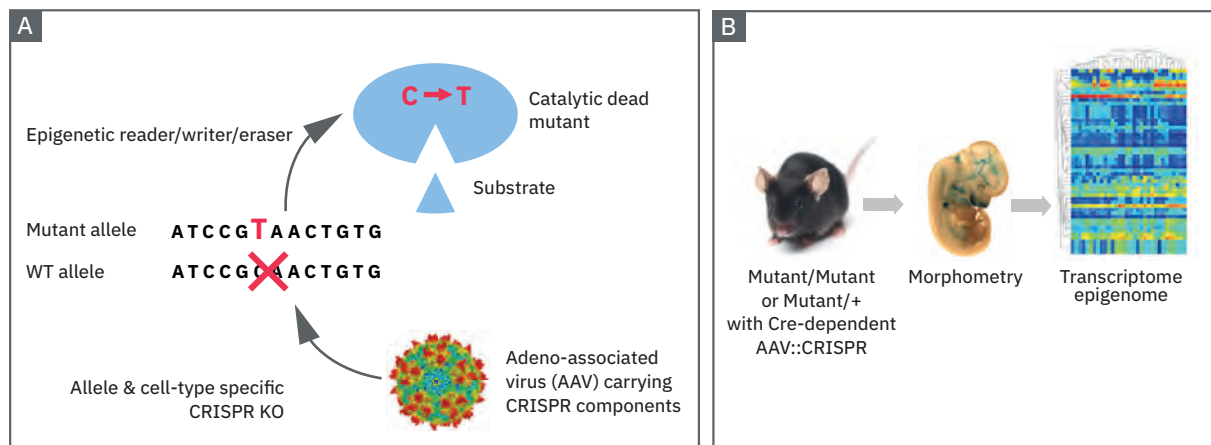 A
C → T
Catalytic dead
mutant
Epigenetic reader/writer/eraser
Substrate
Mutant allele
ATCCGTAACTGTG
WT allele
ATCCGCAACTGTG
Allele & cell-type specific
CRISPR KO
Adeno-associated
virus (AAV) carrying
CRISPR components
B
Mutant/Mutant
or Mutant/+
with Cre-dependent
AAV::CRISPR
Morphometry
Transcriptome
epigenome